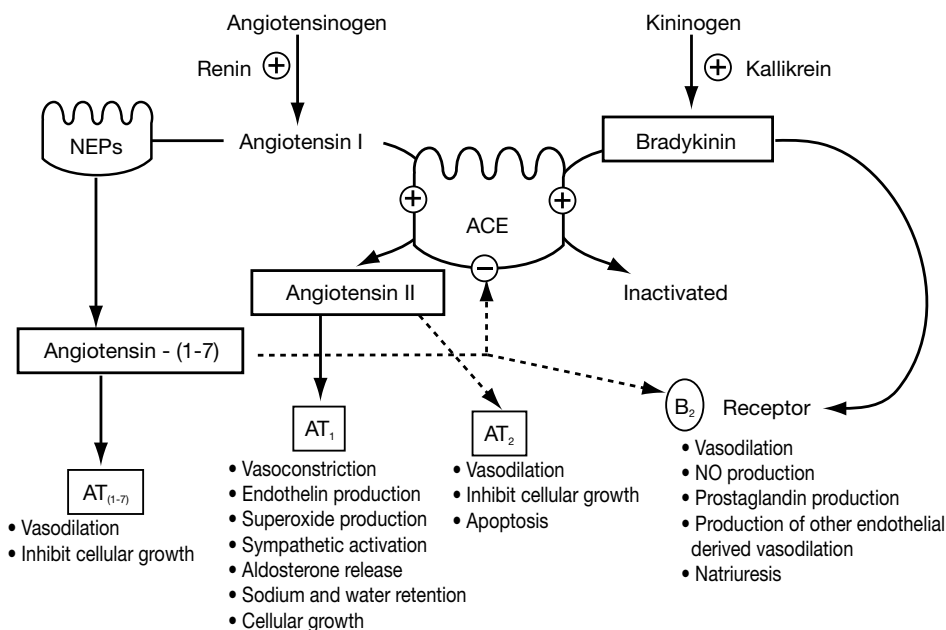 Angiotensinogen
Kininogen
Renin +
+ Kallikrein
NEPs
Angiotensin I
Bradykinin
+
+
ACE
−
Angiotensin II
Inactivated
Angiotensin - (1-7)
AT(1-7)
• Vasodilation
• Inhibit cellular growth
AT1
• Vasoconstriction
• Endothelin production
• Superoxide production
• Sympathetic activation
• Aldosterone release
• Sodium and water retention
• Cellular growth
AT2
• Vasodilation
• Inhibit cellular growth
• Apoptosis
B2 Receptor
• Vasodilation
• NO production
• Prostaglandin production
• Production of other endothelial
derived vasodilation
• Natriuresis